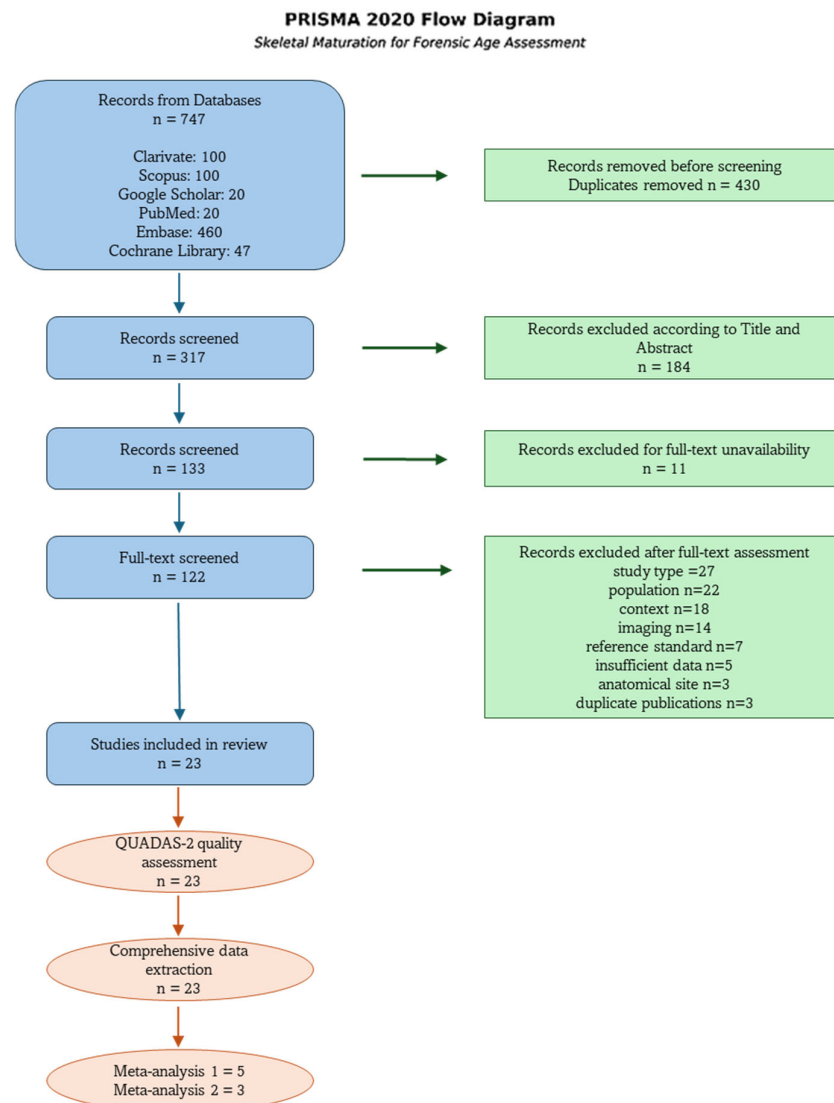 PRISMA 2020 Flow Diagram
Skeletal Maturation for Forensic Age Assessment
Records from Databases
n = 747
Clarivate: 100
Scopus: 100
Google Scholar: 20
PubMed: 20
Embase: 460
Cochrane Library: 47
Records removed before screening
Duplicates removed n = 430
Records screened
n = 317
Records excluded according to Title and
Abstract
n = 184
Records screened
n = 133
Records excluded for full-text unavailability
n = 11
Full-text screened
n = 122
Records excluded after full-text assessment
study type =27
population n=22
context n=18
imaging n=14
reference standard n=7
insufficient data n=5
anatomical site n=3
duplicate publications n=3
Studies included in review
n = 23
QUADAS-2 quality
assessment
n = 23
Comprehensive data
extraction
n = 23
Meta-analysis 1 = 5
Meta-analysis 2 = 3